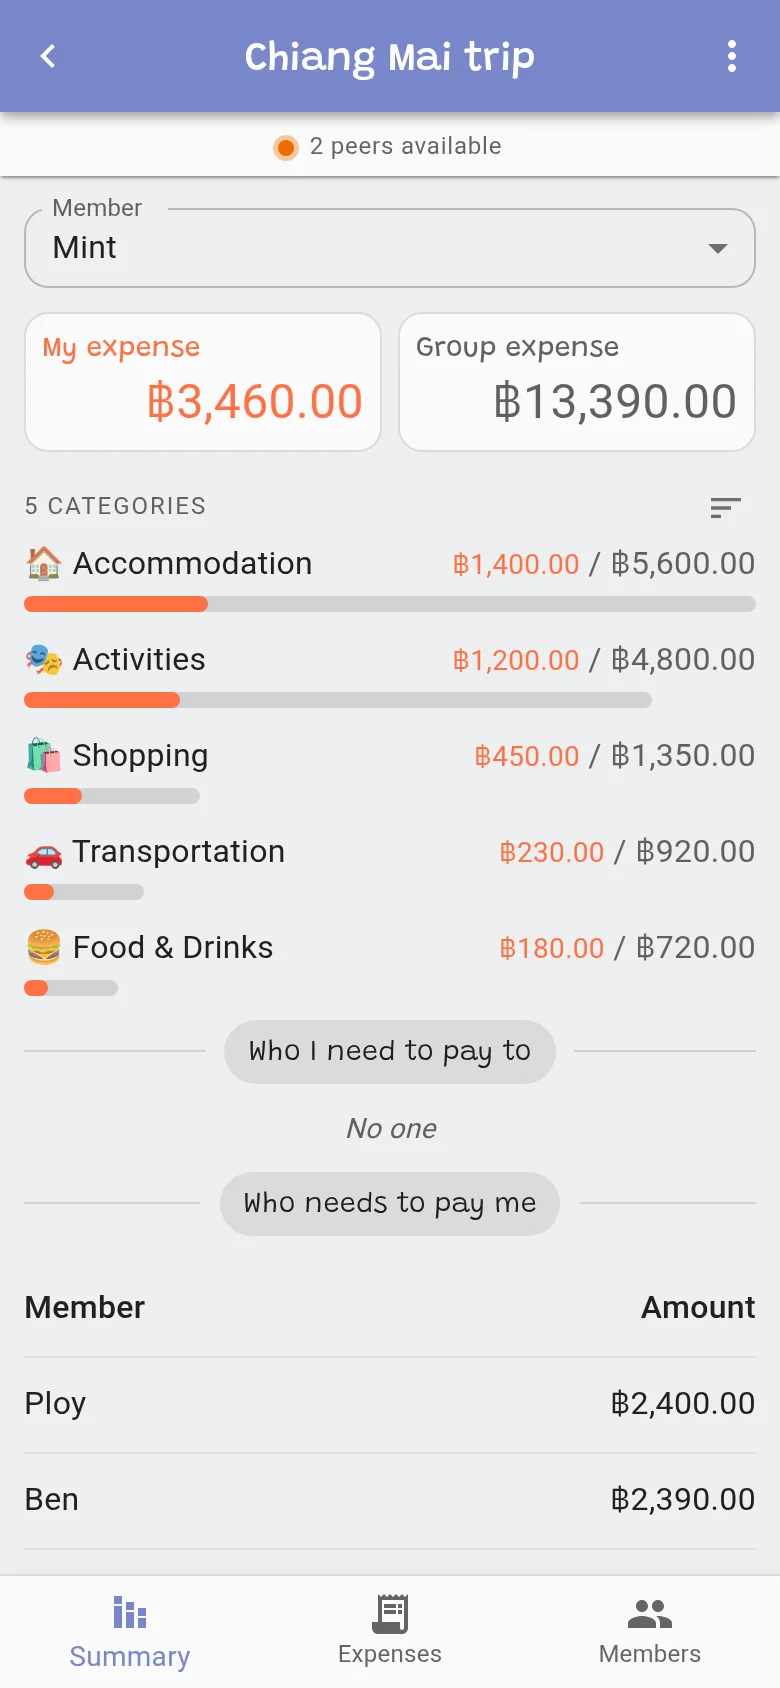 Chiang Mai trip
2 peers available
Member
Mint
My expense
฿3,460.00
Group expense
฿13,390.00
5 CATEGORIES
Accommodation ฿1,400.00 / ฿5,600.00
Activities ฿1,200.00 / ฿4,800.00
Shopping ฿450.00 / ฿1,350.00
Transportation ฿230.00 / ฿920.00
Food & Drinks ฿180.00 / ฿720.00
Who I need to pay to
No one
Who needs to pay me
Member Amount
Ploy ฿2,400.00
Ben ฿2,390.00
Summary Expenses Members